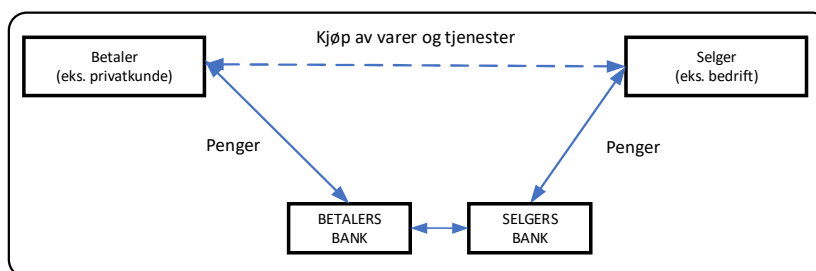 Kjøp av varer og tjenester
Betaler
(eks. privatkunde)
Selger
(eks. bedrift)
Penger
Penger
BETALERS
BANK
SELGERS
BANK